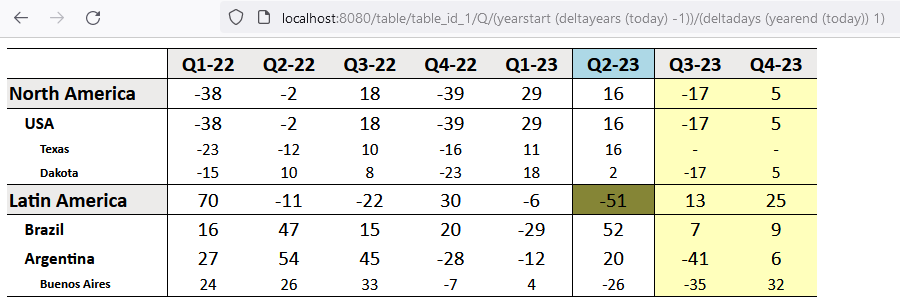 localhost:8080/table/table_id_1/Q/(yearstart (deltayears (today) -1))/(deltadays (yearend (today)) 1)
Q1-22 Q2-22 Q3-22 Q4-22 Q1-23 Q2-23 Q3-23 Q4-23
North America -38 -2 18 -39 29 16 -17 5
USA -38 -2 18 -39 29 16 -17 5
Texas -23 -12 10 -16 11 16 - -
Dakota -15 10 8 -23 18 2 -17 5
Latin America 70 -11 -22 30 -6 -51 13 25
Brazil 16 47 15 20 -29 52 7 9
Argentina 27 54 45 -28 -12 20 -41 6
Buenos Aires 24 26 33 -7 4 -26 -35 32